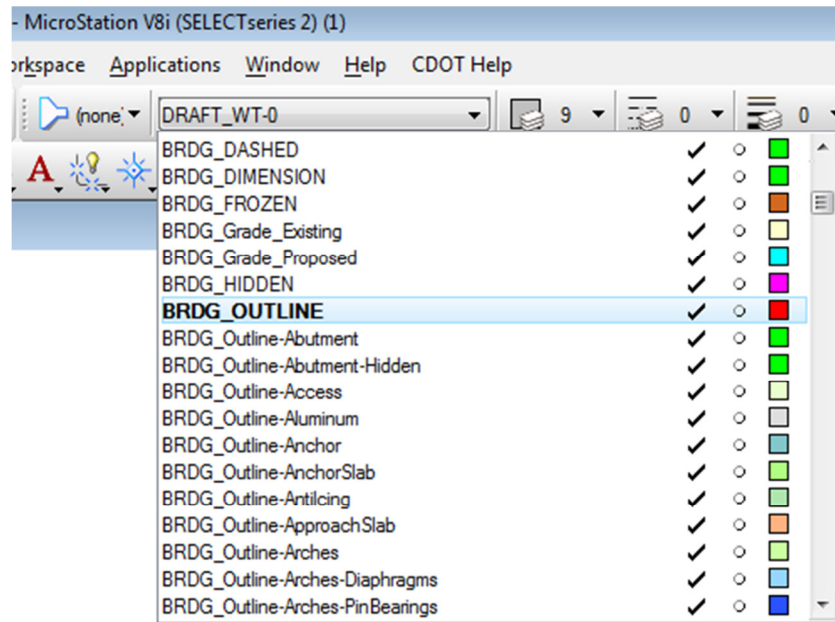 - MicroStation V8i (SELECTseries 2) (1)
orkspace Applications Window Help CDOT Help
(none) DRAFT_WT-0 9 0 0
A
BRDG_DASHED
BRDG_DIMENSION
BRDG_FROZEN
BRDG_Grade_Existing
BRDG_Grade_Proposed
BRDG_HIDDEN
BRDG_OUTLINE
BRDG_Outline-Abutment
BRDG_Outline-Abutment-Hidden
BRDG_Outline-Access
BRDG_Outline-Aluminum
BRDG_Outline-Anchor
BRDG_Outline-AnchorSlab
BRDG_Outline-AntiIcing
BRDG_Outline-ApproachSlab
BRDG_Outline-Arches
BRDG_Outline-Arches-Diaphragms
BRDG_Outline-Arches-PinBearings